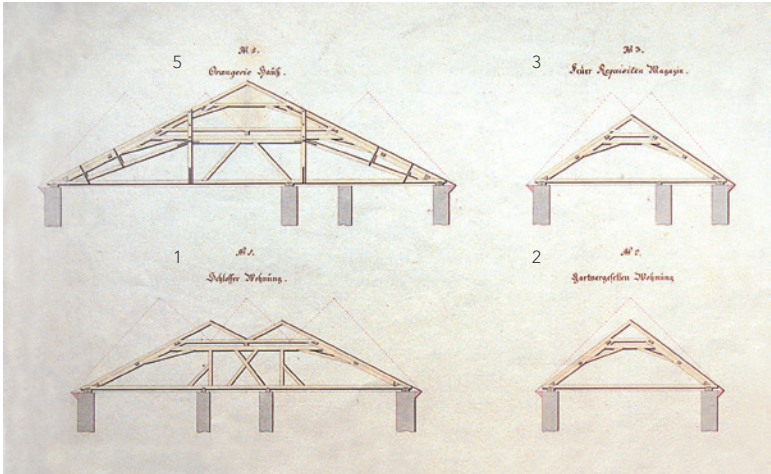 5
№ 5.
Orangerie Hauß.
3
№ 3.
Feuer Requisiten Magazin.
1
№ 1.
Schlosser Wohnung.
2
№ 2.
Gartnergesellen Wohnung